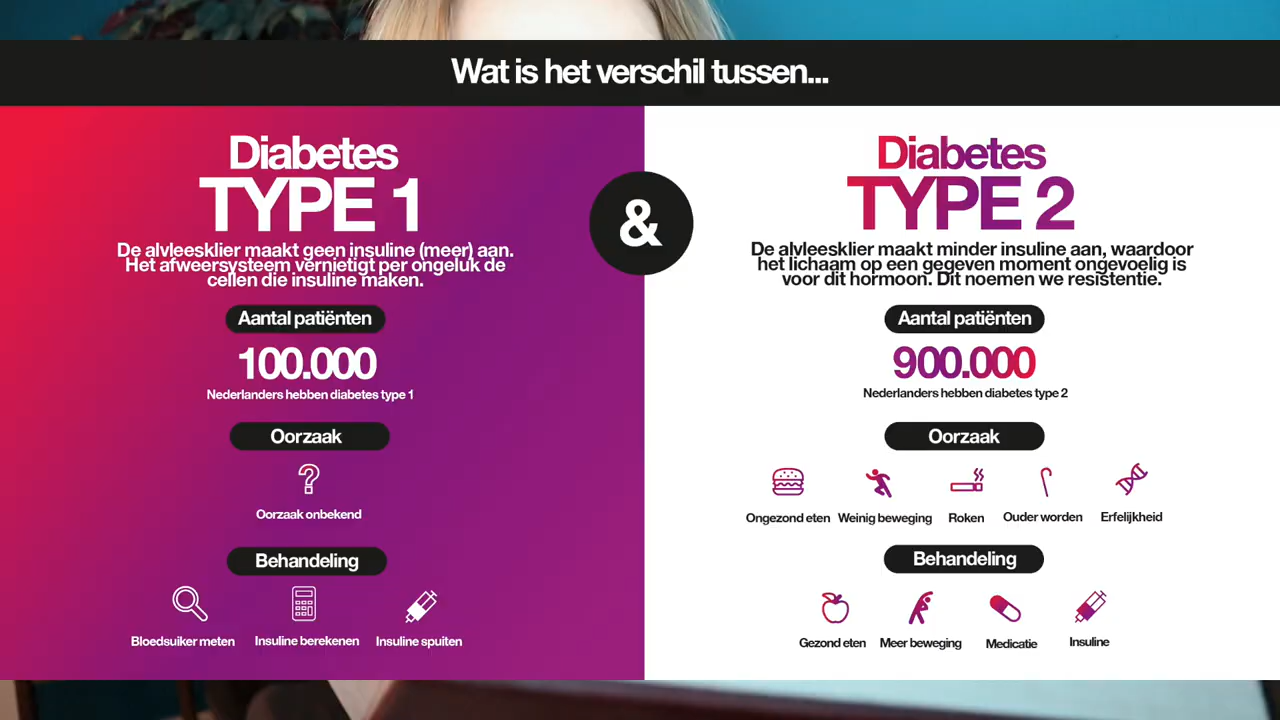 Wat is het verschil tussen...
Diabetes
TYPE 1
De alvleesklier maakt geen insuline (meer) aan.
Het afweersysteem vernietigt per ongeluk de
cellen die insuline maken.
Aantal patiënten
100.000
Nederlanders hebben diabetes type 1
Oorzaak
Oorzaak onbekend
Behandeling
Bloedsuiker meten
Insuline berekenen
Insuline spuiten
&
Diabetes
TYPE 2
De alvleesklier maakt minder insuline aan, waardoor
het lichaam op een gegeven moment ongevoelig is
voor dit hormoon. Dit noemen we resistentie.
Aantal patiënten
900.000
Nederlanders hebben diabetes type 2
Oorzaak
Ongezond eten
Weinig beweging
Roken
Ouder worden
Erfelijkheid
Behandeling
Gezond eten
Meer beweging
Medicatie
Insuline